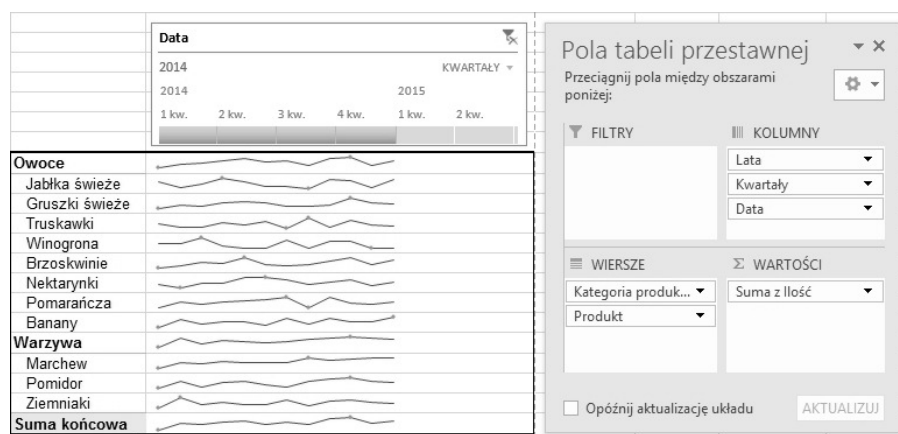 Data
2014 KWARTAŁY
2014 2015
1 kw. 2 kw. 3 kw. 4 kw. 1 kw. 2 kw.
Owoce
Jabłka świeże
Gruszki świeże
Truskawki
Winogrona
Brzoskwinie
Nektarynki
Pomarańcza
Banany
Warzywa
Marchew
Pomidor
Ziemniaki
Suma końcowa
Pola tabeli przestawnej
Przeciągnij pola między obszarami
poniżej:
FILTRY
KOLUMNY
Lata
Kwartały
Data
WIERSZE
Kategoria produk...
Produkt
Σ WARTOŚCI
Suma z Ilość
Opóźnij aktualizację układu
AKTUALIZUJ